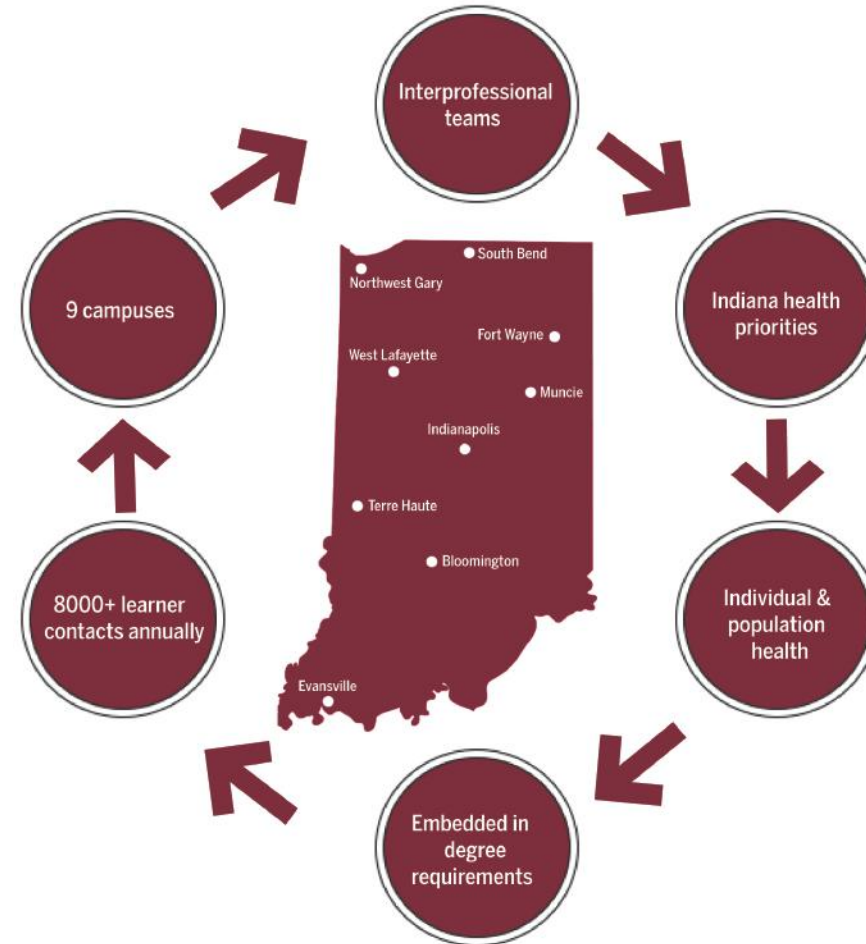 Interprofessional
teams
Indiana health
priorities
Individual &
population
health
Embedded in
degree
requirements
8000+ learner
contacts annually
9 campuses
South Bend
Northwest Gary
Fort Wayne
West Lafayette
Muncie
Indianapolis
Terre Haute
Bloomington
Evansville